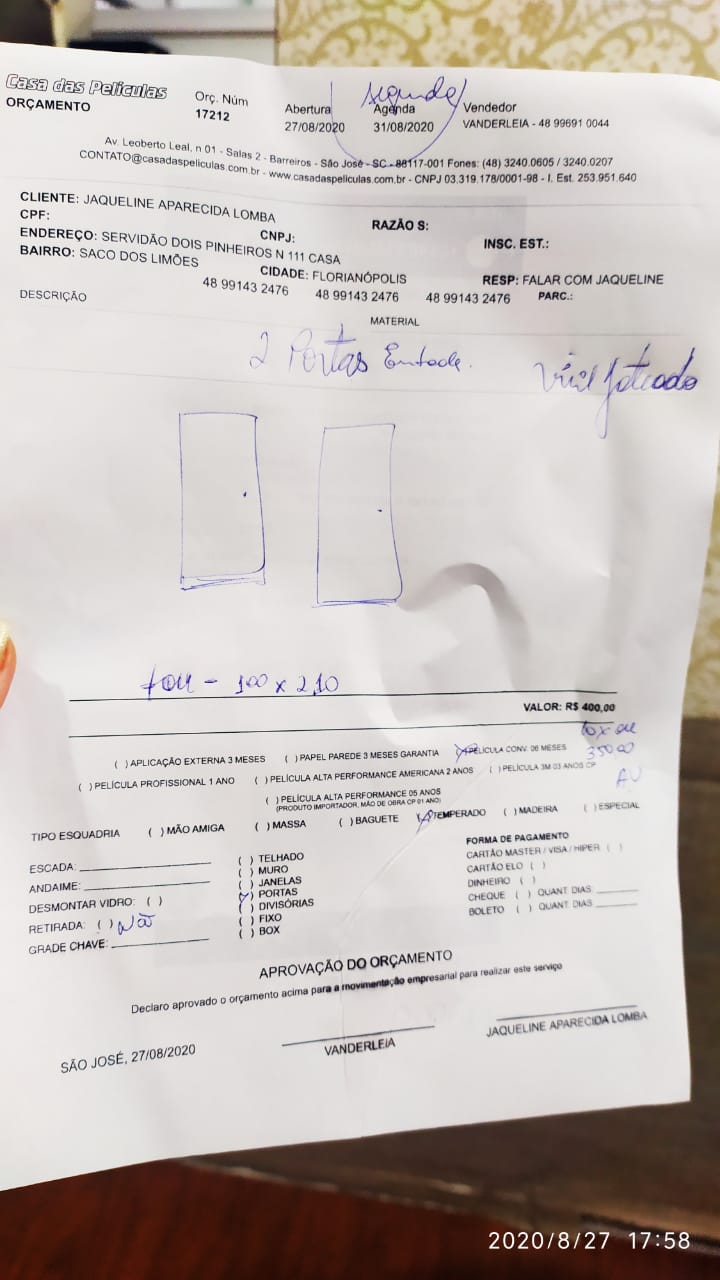 Casa das Películas
ORÇAMENTO
Orç. Núm
17212
Abertura
27/08/2020
segunda
Agenda
31/08/2020
Vendedor
VANDERLEIA - 48 99691 0044
Av. Leoberto Leal, n 01 - Salas 2 - Barreiros - São José - SC - 88117-001 Fones: (48) 3240.0605 / 3240.0207
CONTATO@casadaspeliculas.com.br - www.casadaspeliculas.com.br - CNPJ 03.319.178/0001-98 - I. Est. 253.951.640
CLIENTE: JAQUELINE APARECIDA LOMBA
CPF: CNPJ: RAZÃO S: INSC. EST.:
ENDEREÇO: SERVIDÃO DOIS PINHEIROS N 111 CASA
BAIRRO: SACO DOS LIMÕES CIDADE: FLORIANÓPOLIS RESP: FALAR COM JAQUELINE
48 99143 2476 48 99143 2476 48 99143 2476 PARC.:
DESCRIÇÃO MATERIAL
2 Portas
Jateado
- 100 x 2,10
VALOR: R$ 400,00
350,00
( ) APLICAÇÃO EXTERNA 3 MESES ( ) PAPEL PAREDE 3 MESES GARANTIA (X) PELÍCULA CONV. 06 MESES
( ) PELÍCULA PROFISSIONAL 1 ANO ( ) PELÍCULA ALTA PERFORMANCE AMERICANA 2 ANOS ( ) PELÍCULA 3M 03 ANOS CP
( ) PELÍCULA ALTA PERFORMANCE 05 ANOS
(PRODUTO IMPORTADOR, MÃO DE OBRA CP 01 ANO)
TIPO ESQUADRIA ( ) MÃO AMIGA ( ) MASSA ( ) BAGUETE (X) TEMPERADO ( ) MADEIRA ( ) ESPECIAL
ESCADA:
ANDAIME:
DESMONTAR VIDRO: ( )
RETIRADA: ( ) Não
GRADE CHAVE:
( ) TELHADO
( ) MURO
( ) JANELAS
(X) PORTAS
( ) DIVISÓRIAS
( ) FIXO
( ) BOX
FORMA DE PAGAMENTO
CARTÃO MASTER / VISA / HIPER ( )
CARTÃO ELO ( )
DINHEIRO ( )
CHEQUE ( ) QUANT DIAS
BOLETO ( ) QUANT. DIAS
APROVAÇÃO DO ORÇAMENTO
Declaro aprovado o orçamento acima para a movimentação empresarial para realizar este serviço
SÃO JOSÉ, 27/08/2020
VANDERLEIA
JAQUELINE APARECIDA LOMBA
2020/8/27 17:58